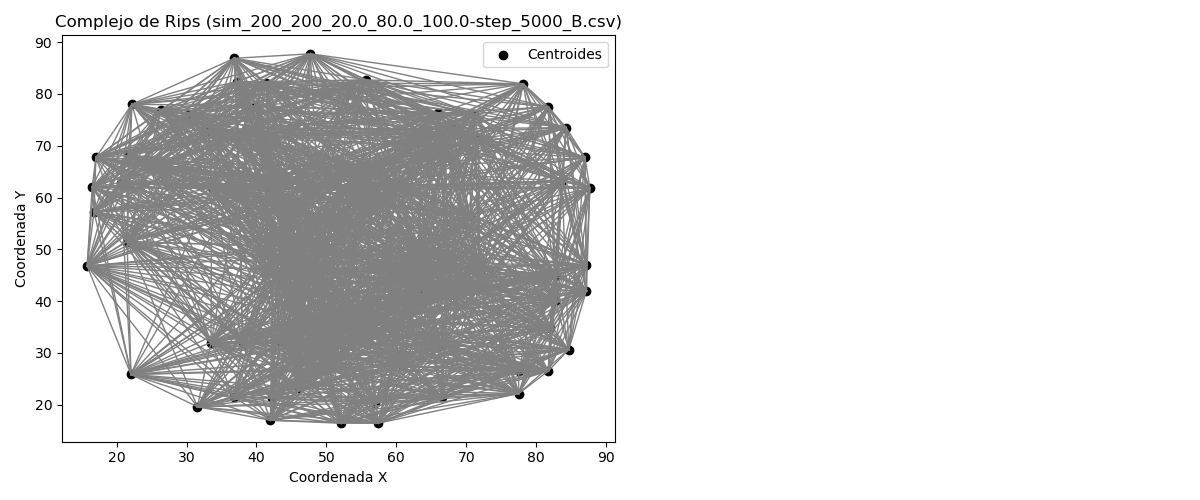 Complejo de Rips (sim_200_200_20.0_80.0_100.0-step_5000_B.csv)
Centroides
90
80
70
60
50
40
30
20
Coordenada Y
20 30 40 50 60 70 80 90
Coordenada X